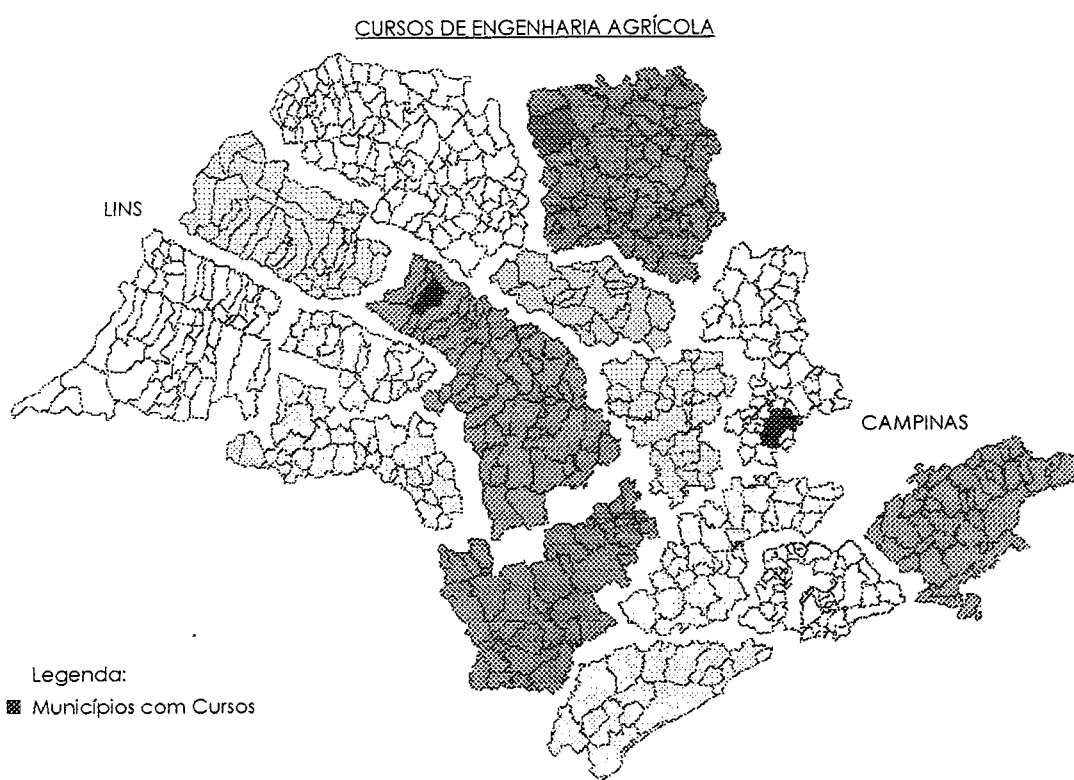 CURSOS DE ENGENHARIA AGRÍCOLA
LINS
CAMPINAS
Legenda:
Municípios com Cursos